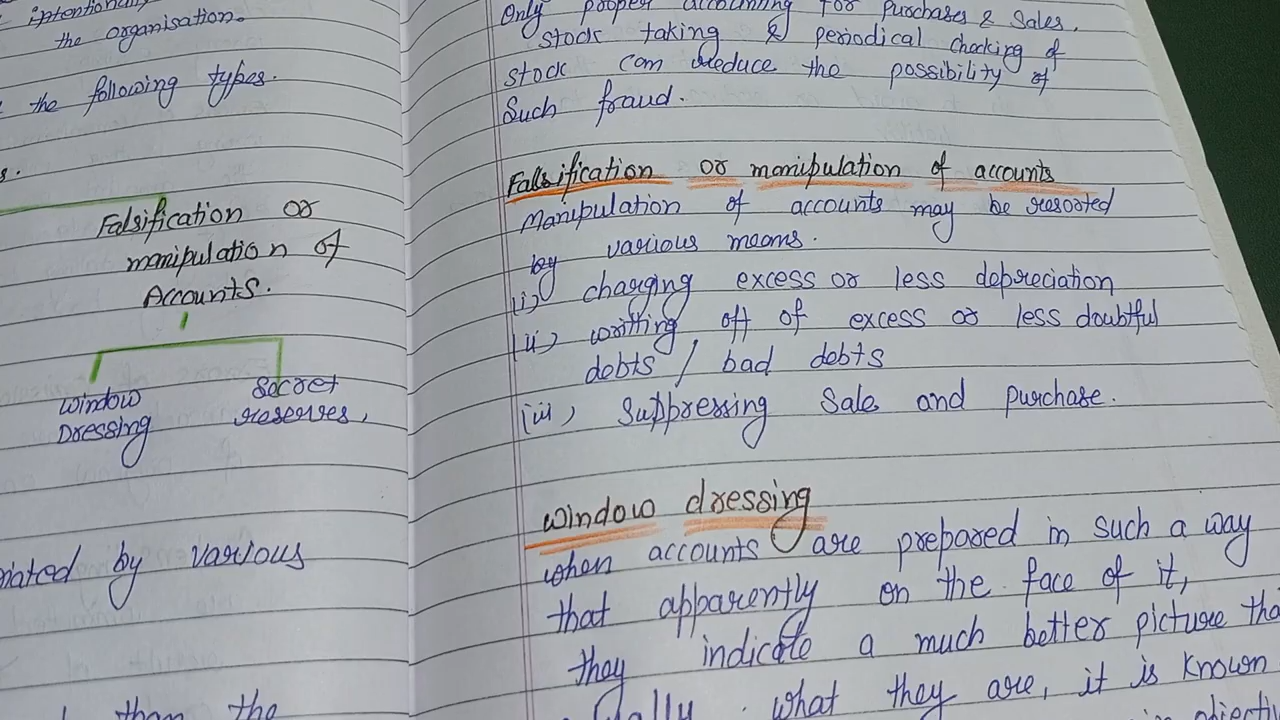 intentionally
the organisation.
the following types.
s.
Falsification or
manipulation of
Accounts.
window
Dressing
Secret
reserves,
by various
than the
Only proper accounting for purchases & sales,
stock taking & periodical checking of
stock can reduce the possibility of
Such fraud.
Falsification or manipulation of accounts
Manipulation of accounts may be resorted
by various means.
(i) charging excess or less depreciation
(ii) writting off of excess or less doubtful
debts / bad debts
(iii) Suppressing Sale and purchase.
window dressing
when accounts are prepared in such a way
that apparently on the face of it,
they indicate a much better picture tha
ally what they are, it is known